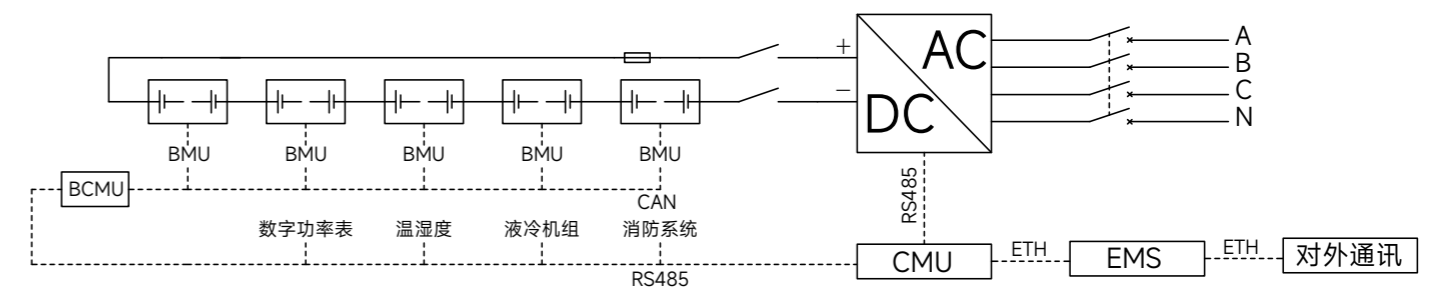 AC
DC
+
−
A
B
C
N
BMU BMU BMU BMU BMU
BCMU
CAN
RS485
数字功率表 温湿度 液冷机组 消防系统
RS485
CMU
ETH
EMS
ETH
对外通讯